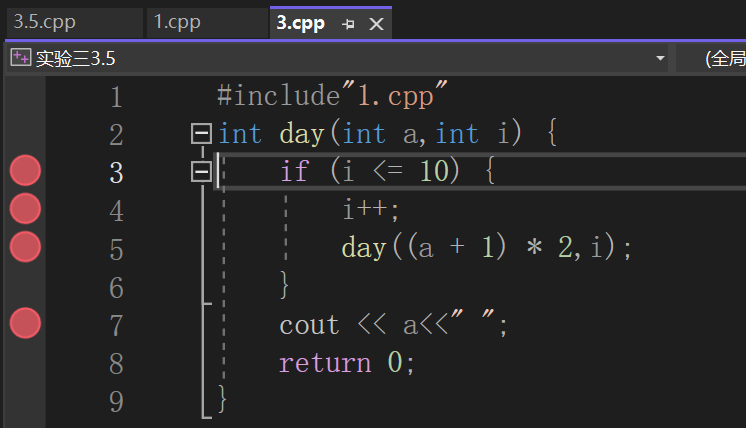 3.5.cpp 1.cpp 3.cpp
实验三3.5 (全局
1 #include"1.cpp"
2 int day(int a,int i) {
3 if (i <= 10) {
4 i++;
5 day((a + 1) * 2,i);
6 }
7 cout << a<<" ";
8 return 0;
9 }